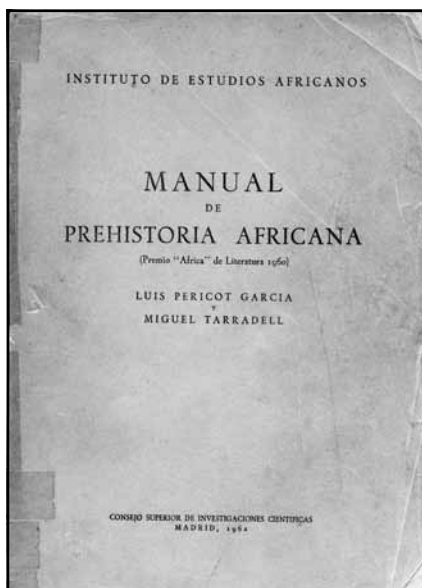 INSTITUTO DE ESTUDIOS AFRICANOS
MANUAL
DE
PREHISTORIA AFRICANA
(Premio "Africa" de Literatura 1960)
LUIS PERICOT GARCIA
Y
MIGUEL TARRADELL
CONSEJO SUPERIOR DE INVESTIGACIONES CIENTIFICAS
MADRID, 1962